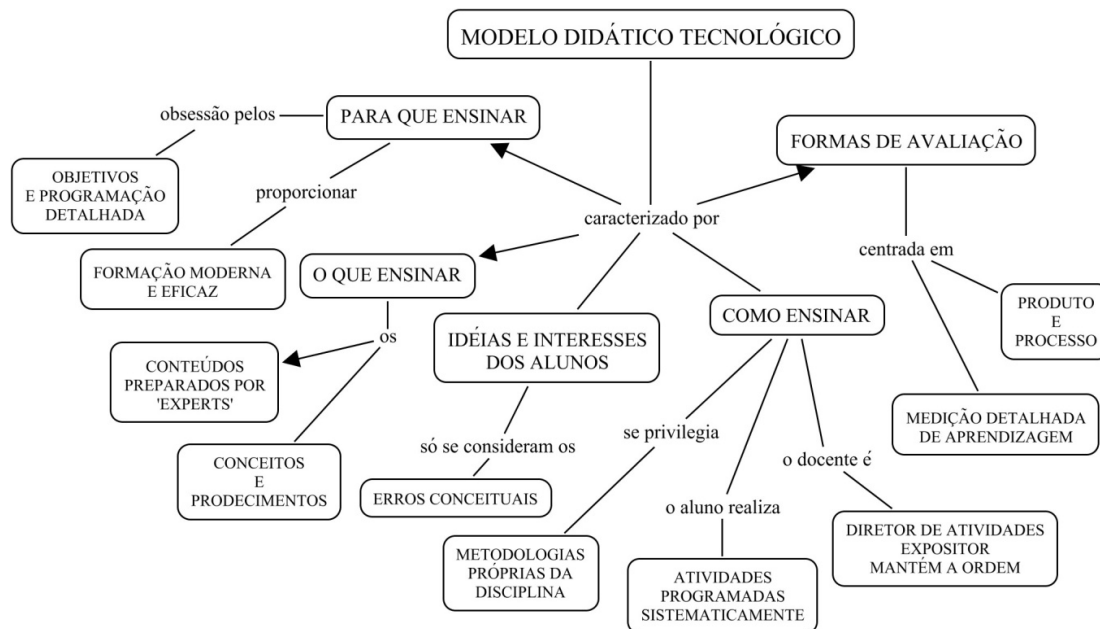 MODELO DIDÁTICO TECNOLÓGICO
obsessão pelos
PARA QUE ENSINAR
FORMAS DE AVALIAÇÃO
OBJETIVOS
E PROGRAMAÇÃO
DETALHADA
proporcionar
caracterizado por
centrada em
FORMAÇÃO MODERNA
E EFICAZ
O QUE ENSINAR
PRODUTO
E
PROCESSO
COMO ENSINAR
os
IDÉIAS E INTERESSES
DOS ALUNOS
CONTEÚDOS
PREPARADOS POR
'EXPERTS'
MEDIÇÃO DETALHADA
DE APRENDIZAGEM
se privilegia
só se consideram os
o docente é
CONCEITOS
E
PRODECIMENTOS
ERROS CONCEITUAIS
o aluno realiza
DIRETOR DE ATIVIDADES
EXPOSITOR
MANTÉM A ORDEM
METODOLOGIAS
PRÓPRIAS DA
DISCIPLINA
ATIVIDADES
PROGRAMADAS
SISTEMATICAMENTE